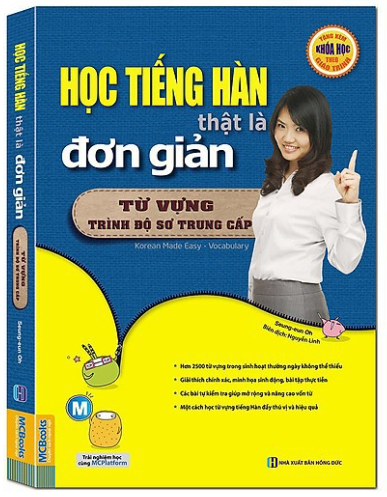 TẶNG KÈM
KHÓA HỌC
THEO
GIÁO TRÌNH
HỌC TIẾNG HÀN
thật là
đơn giản
TỪ VỰNG
TRÌNH ĐỘ SƠ TRUNG CẤP
Korean Made Easy - Vocabulary
Seung-eun Oh
Biên dịch: Nguyễn Linh
• Hơn 2500 từ vựng trong sinh hoạt thường ngày không thể thiếu
• Giải thích chính xác, minh họa sinh động, bài tập thực tiễn
• Các bài tự kiểm tra giúp mở rộng và nâng cao vốn từ
• Một cách học từ vựng tiếng Hàn đầy thú vị và hiệu quả
M
Trải nghiệm học
cùng MCPlatform
NHÀ XUẤT BẢN HỒNG ĐỨC
HỌC TIẾNG HÀN
thật là
đơn giản
TỪ VỰNG
TRÌNH ĐỘ SƠ TRUNG CẤP
Seung-eun Oh
MCBooks